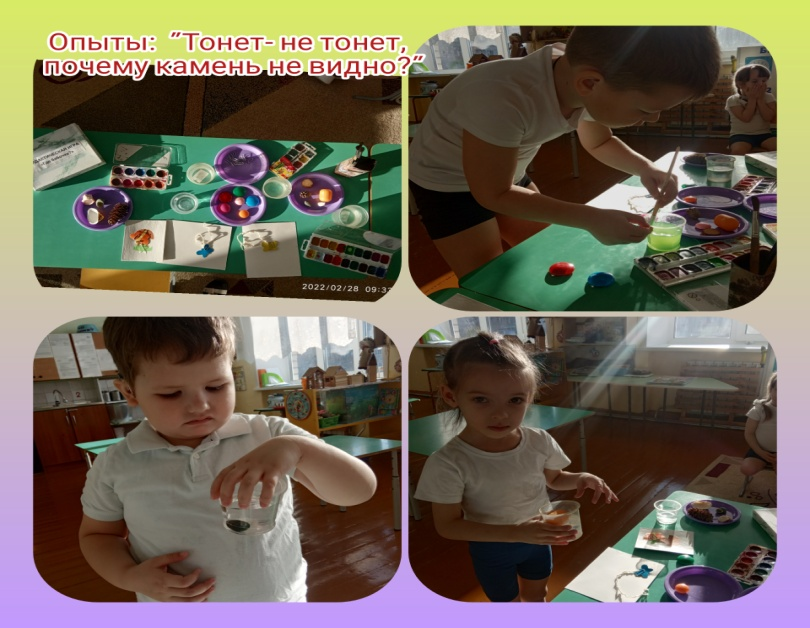 Опыты: "Тонет- не тонет,
почему камень не видно?"
2022/02/28 09:3